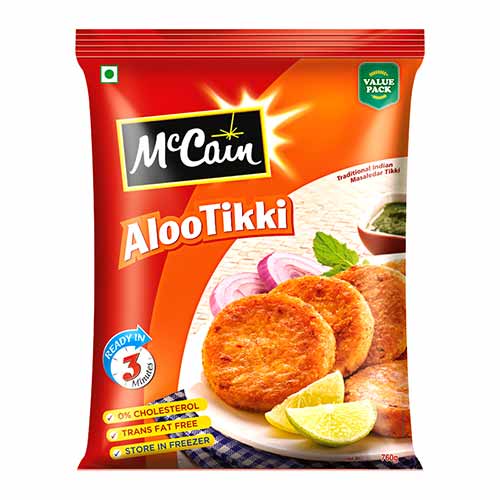 VALUE
PACK
McCain
Traditional Indian
Masaledar Tikki
AlooTikki
READY IN
3
Minutes
0% CHOLESTEROL
TRANS FAT FREE
STORE IN FREEZER
760g